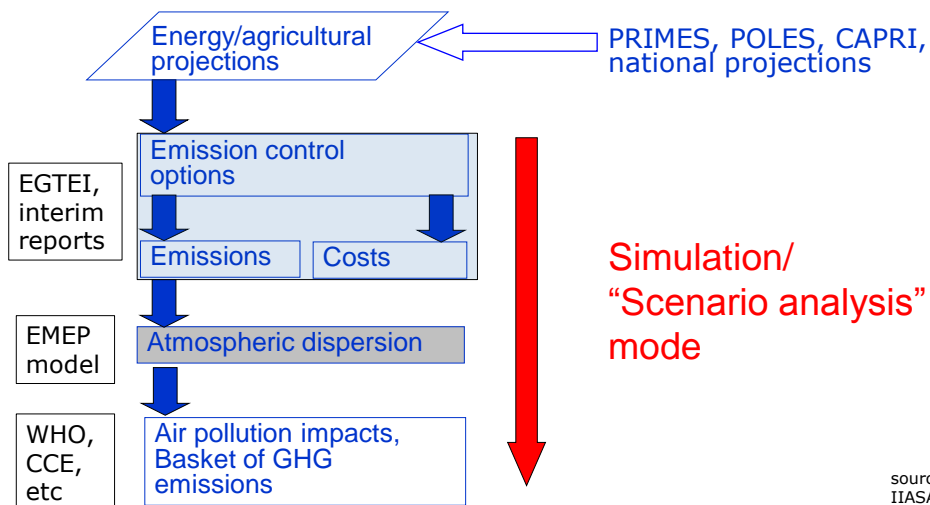 Energy/agricultural
projections
PRIMES, POLES, CAPRI,
national projections
Emission control
options
EGTEI,
interim
reports
Emissions
Costs
Simulation/
“Scenario analysis”
mode
EMEP
model
Atmospheric dispersion
WHO,
CCE,
etc
Air pollution impacts,
Basket of GHG
emissions
IIASA